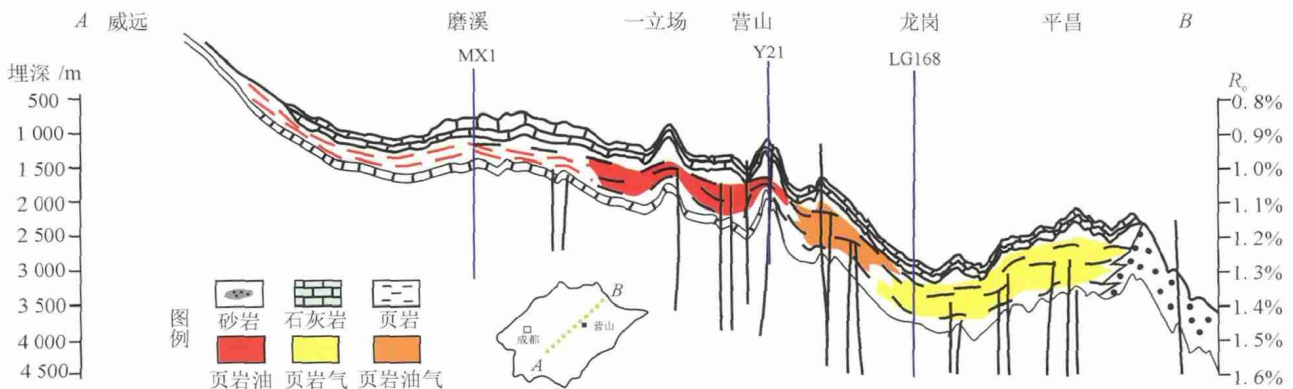 A 威远 磨溪 一立场 营山 龙岗 平昌 B
MX1 Y21 LG168
埋深 /m
500
1 000
1 500
2 000
2 500
3 000
3 500
4 000
4 500
Ro
0.8%
0.9%
1.0%
1.1%
1.2%
1.3%
1.4%
1.5%
1.6%
图例
砂岩 石灰岩 页岩
页岩油 页岩气 页岩油气
B
营山
成都
A